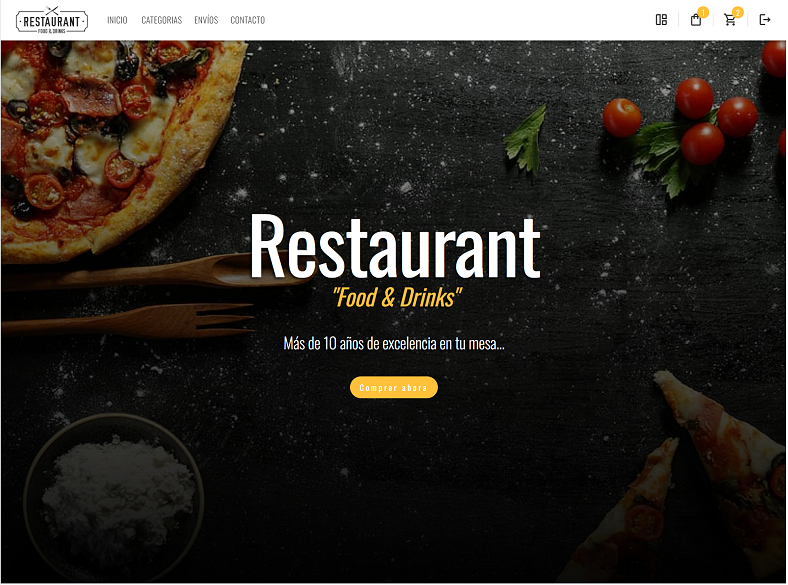 RESTAURANT
FOOD & DRINKS
INICIO
CATEGORIAS
ENVÍOS
CONTACTO
1
2
Restaurant
"Food & Drinks"
Más de 10 años de excelencia en tu mesa...
Comprar ahora